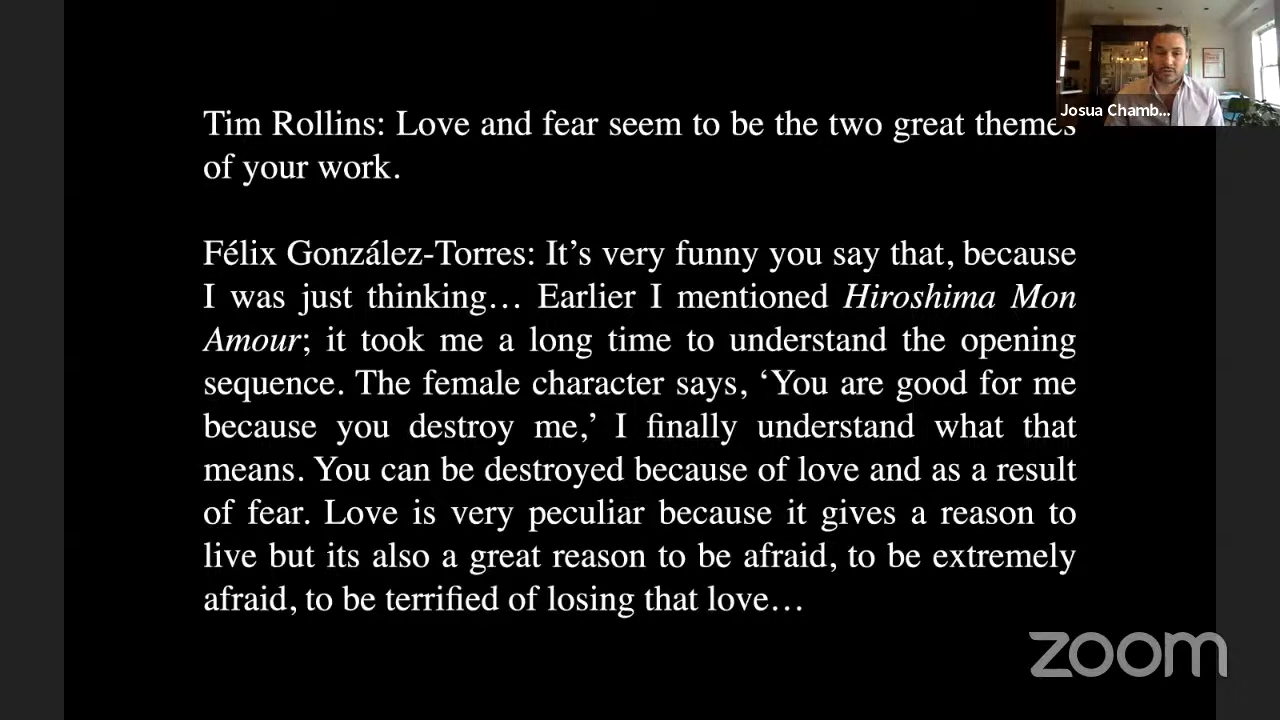 Josua Chamb...
Tim Rollins: Love and fear seem to be the two great themes
of your work.
Félix González-Torres: It’s very funny you say that, because
I was just thinking… Earlier I mentioned Hiroshima Mon
Amour; it took me a long time to understand the opening
sequence. The female character says, ‘You are good for me
because you destroy me,’ I finally understand what that
means. You can be destroyed because of love and as a result
of fear. Love is very peculiar because it gives a reason to
live but its also a great reason to be afraid, to be extremely
afraid, to be terrified of losing that love…
zoom